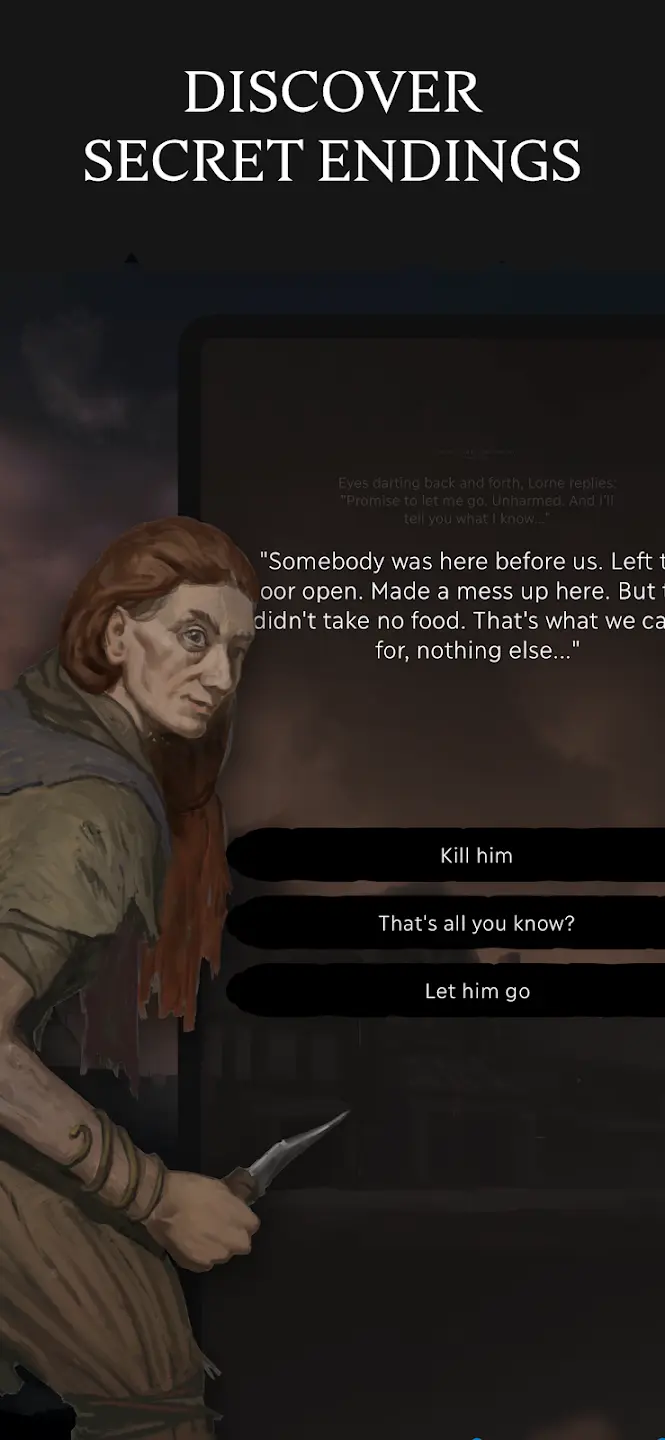 DISCOVER
SECRET ENDINGS
Eyes darting back and forth, Lorne replies:
"Promise to let me go. Unharmed. And I'll
tell you what I know..."
"Somebody was here before us. Left t
oor open. Made a mess up here. But t
didn't take no food. That's what we ca
for, nothing else..."
Kill him
That's all you know?
Let him go